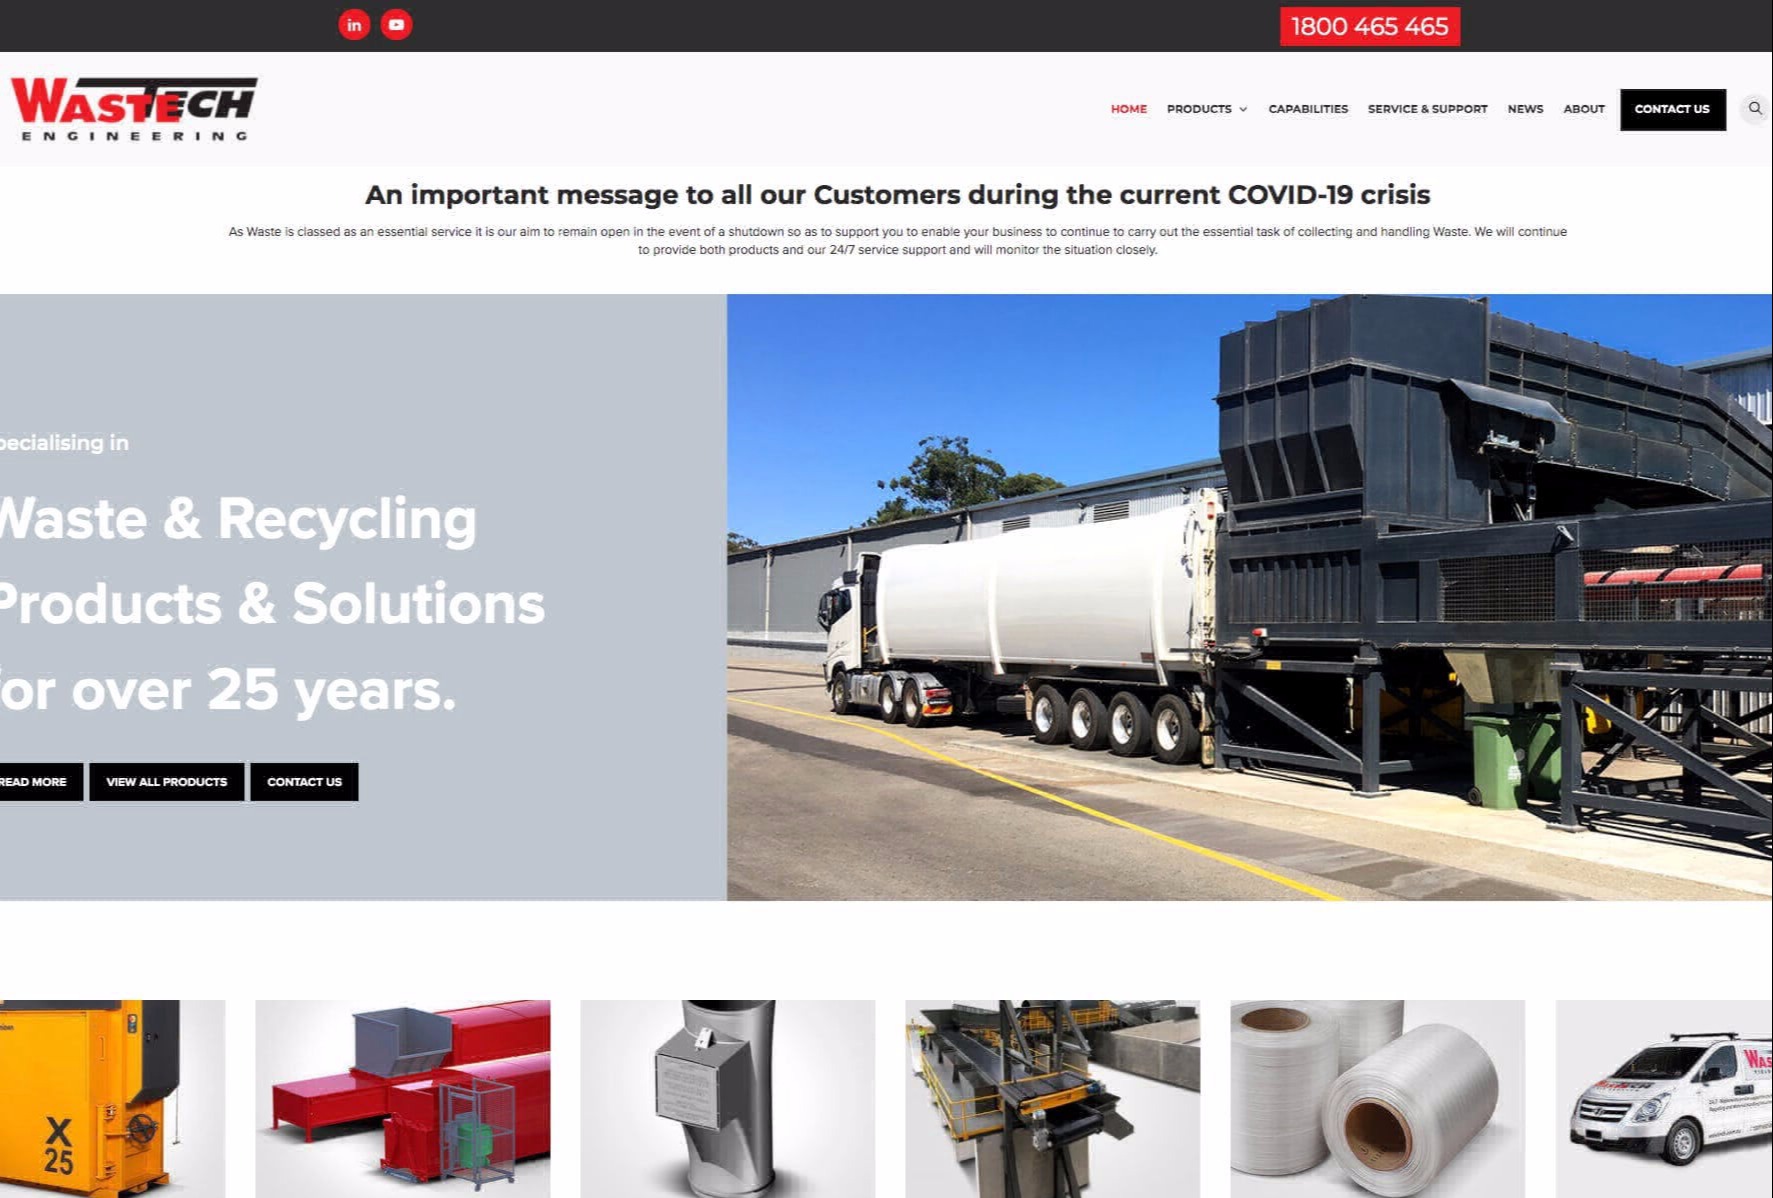 in
1800 465 465
WASTECH
ENGINEERING
HOME PRODUCTS CAPABILITIES SERVICE & SUPPORT NEWS ABOUT CONTACT US
An important message to all our Customers during the current COVID-19 crisis
As Waste is classed as an essential service it is our aim to remain open in the event of a shutdown so as to support you to enable your business to continue to carry out the essential task of collecting and handling Waste. We will continue
to provide both products and our 24/7 service support and will monitor the situation closely.
pecialising in
Waste & Recycling
Products & Solutions
for over 25 years.
READ MORE VIEW ALL PRODUCTS CONTACT US
X
25
WAS
WASTECH